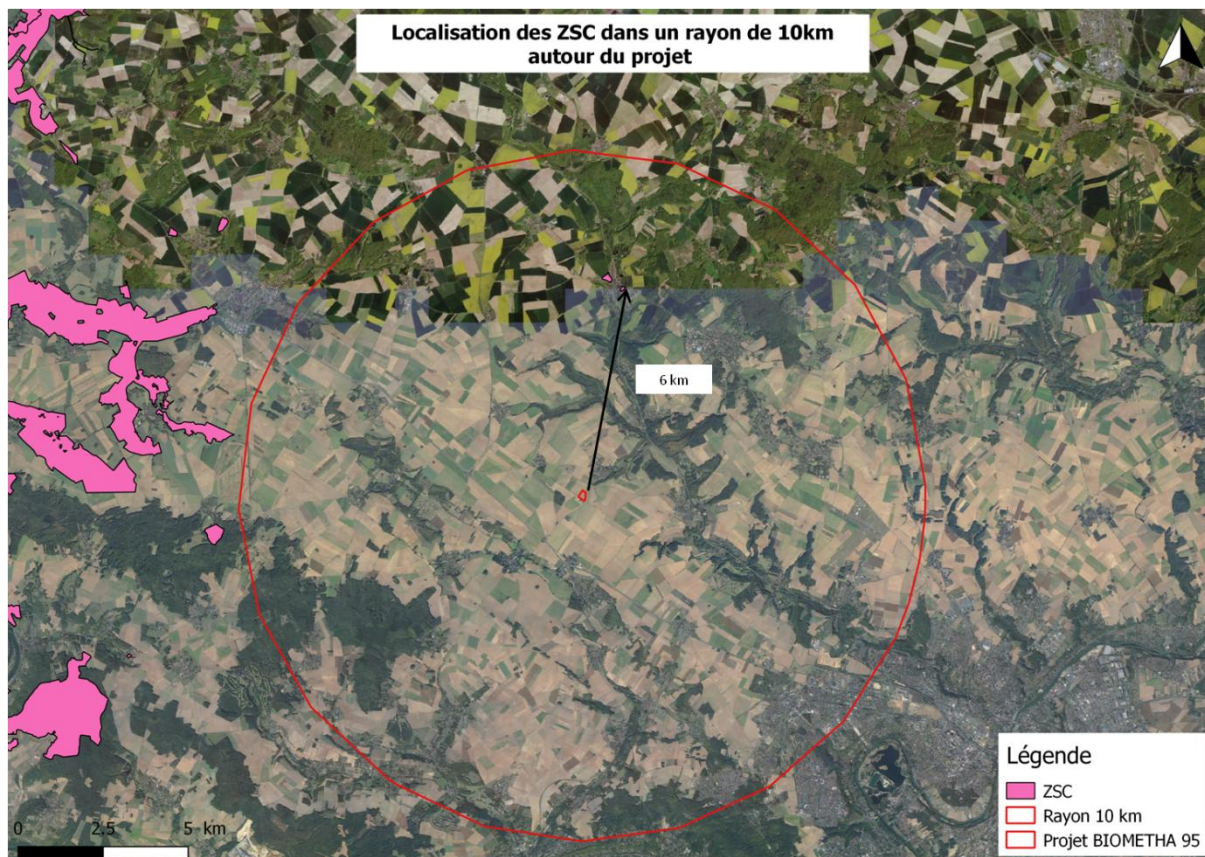 Localisation des ZSC dans un rayon de 10km
autour du projet
6 km
Légende
ZSC
Rayon 10 km
Projet BIOMETHA 95
0 2.5 5 km